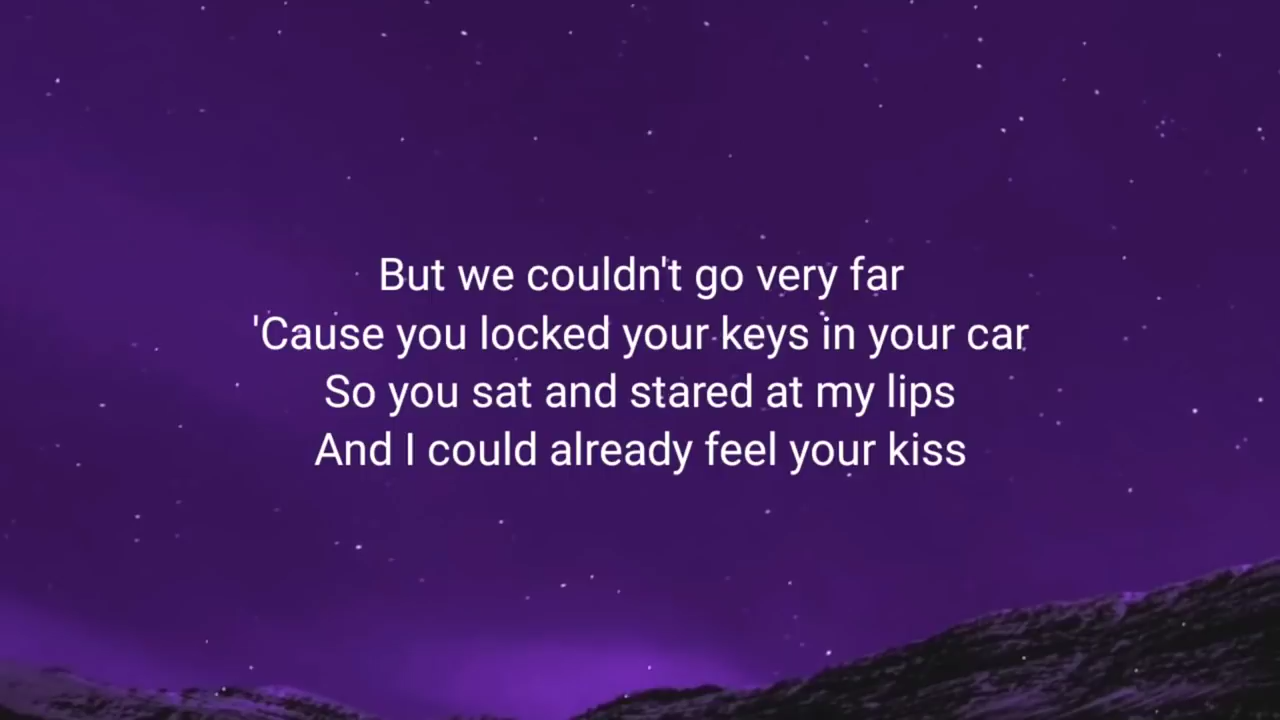 But we couldn't go very far
'Cause you locked your keys in your car
So you sat and stared at my lips
And I could already feel your kiss